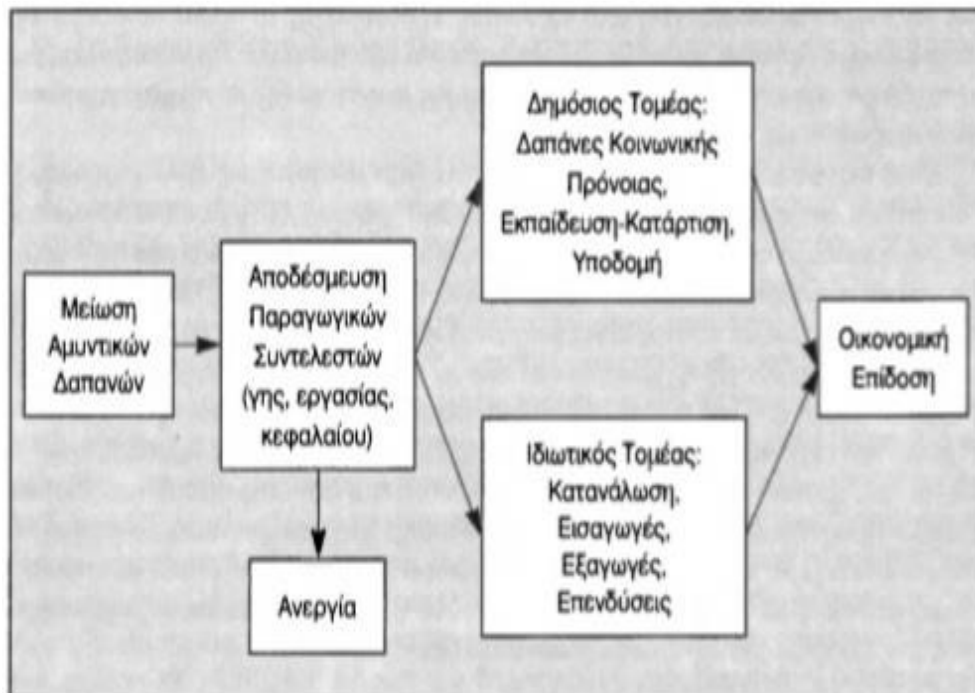 Μείωση
Αμυντικών
Δαπανών
Αποδέσμευση
Παραγωγικών
Συντελεστών
(γης, εργασίας,
κεφαλαίου)
Ανεργία
Δημόσιος Τομέας:
Δαπάνες Κοινωνικής
Πρόνοιας,
Εκπαίδευση-Κατάρτιση,
Υποδομή
Ιδιωτικός Τομέας:
Κατανάλωση,
Εισαγωγές,
Εξαγωγές,
Επενδύσεις
Οικονομική
Επίδοση